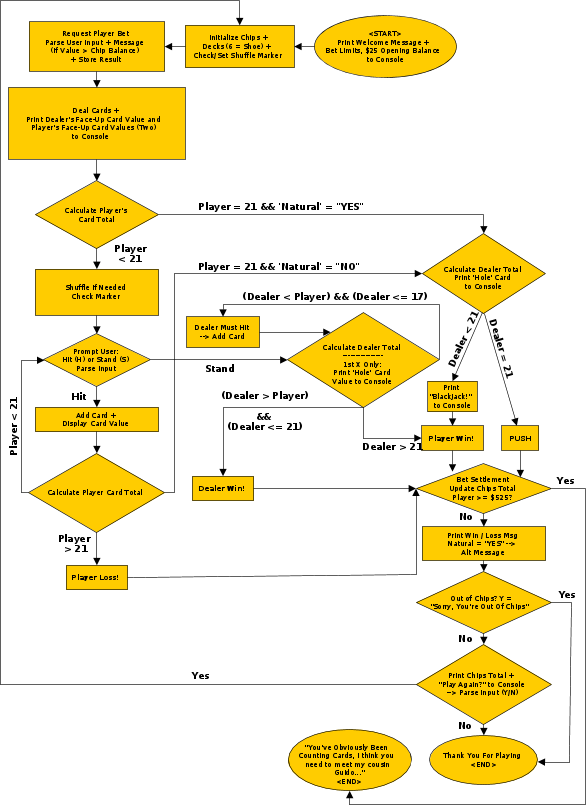 <START>
Print Welcome Message +
Bet Limits, $25 Opening Balance
to Console
Initialize Chips +
Decks (6 = Shoe) +
Check/Set Shuffle Marker
Request Player Bet
Parse User Input + Message
(If Value > Chip Balance)
+ Store Result
Deal Cards +
Print Dealer's Face-Up Card Value and
Player's Face-Up Card Values (Two)
to Console
Calculate Player's
Card Total
Player = 21 && 'Natural' = "YES"
Player
< 21
Player = 21 && 'Natural' = "NO"
Calculate Dealer Total
Print 'Hole' Card
to Console
Shuffle If Needed
Check Marker
(Dealer < Player) && (Dealer <= 17)
Dealer Must Hit
--> Add Card
Prompt User:
Hit (H) or Stand (S)
Parse Input
Stand
Calculate Dealer Total
----------------
1st X Only:
Print 'Hole' Card
Value to Console
Dealer < 21
Dealer = 21
Hit
Player < 21
Add Card +
Display Card Value
(Dealer > Player)
&&
(Dealer <= 21)
Dealer > 21
Print
"Blackjack!"
to Console
Player Win!
PUSH
Calculate Player Card Total
Dealer Win!
Bet Settlement
Update Chips Total
Player >= $525?
Yes
No
Player
> 21
Player Loss!
Print Win / Loss Msg
Natural = "YES" -->
Alt Message
Out of Chips? Y =
"Sorry, You're Out Of Chips"
Yes
No
Print Chips Total +
"Play Again?" to Console
--> Parse Input (Y/N)
Yes
No
Thank You For Playing
<END>
"You've Obviously Been
Counting Cards, I think you
need to meet my cousin
Guido..."
<END>